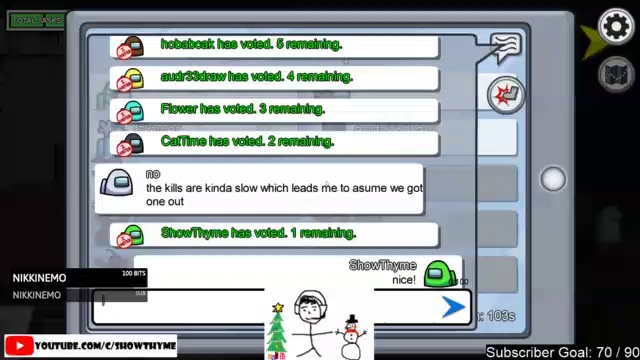 TOTAL TASKS
hobabcak has voted. 5 remaining.
audr33draw has voted. 4 remaining.
Flower has voted. 3 remaining.
CatTime has voted. 2 remaining.
no
the kills are kinda slow which leads me to asume we got
one out
ShowThyme has voted. 1 remaining.
ShowThyme
nice!
NIKKINEMO
100 BITS
NIKKINEMO
: 103s
YOUTUBE.COM/C/SHOWTHYME
Subscriber Goal: 70 / 90